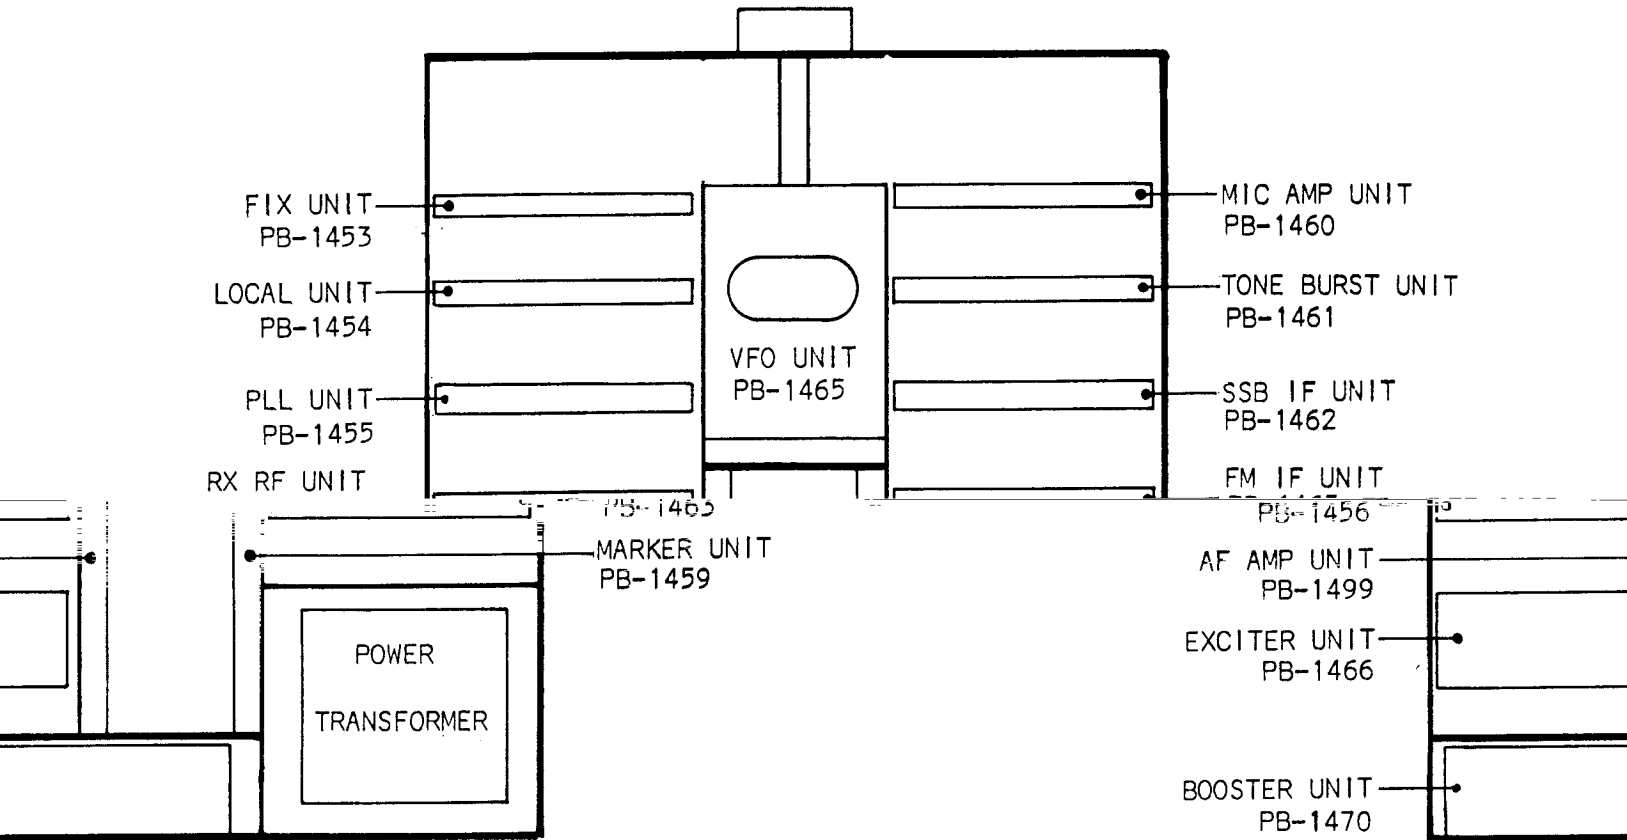 FIX UNIT
PB-1453
LOCAL UNIT
PB-1454
PLL UNIT
PB-1455
RX RF UNIT
VFO UNIT
PB-1465
MIC AMP UNIT
PB-1460
TONE BURST UNIT
PB-1461
SSB IF UNIT
PB-1462
FM IF UNIT
MARKER UNIT
PB-1459
POWER
TRANSFORMER
PB-1456
AF AMP UNIT
PB-1499
EXCITER UNIT
PB-1466
BOOSTER UNIT
PB-1470